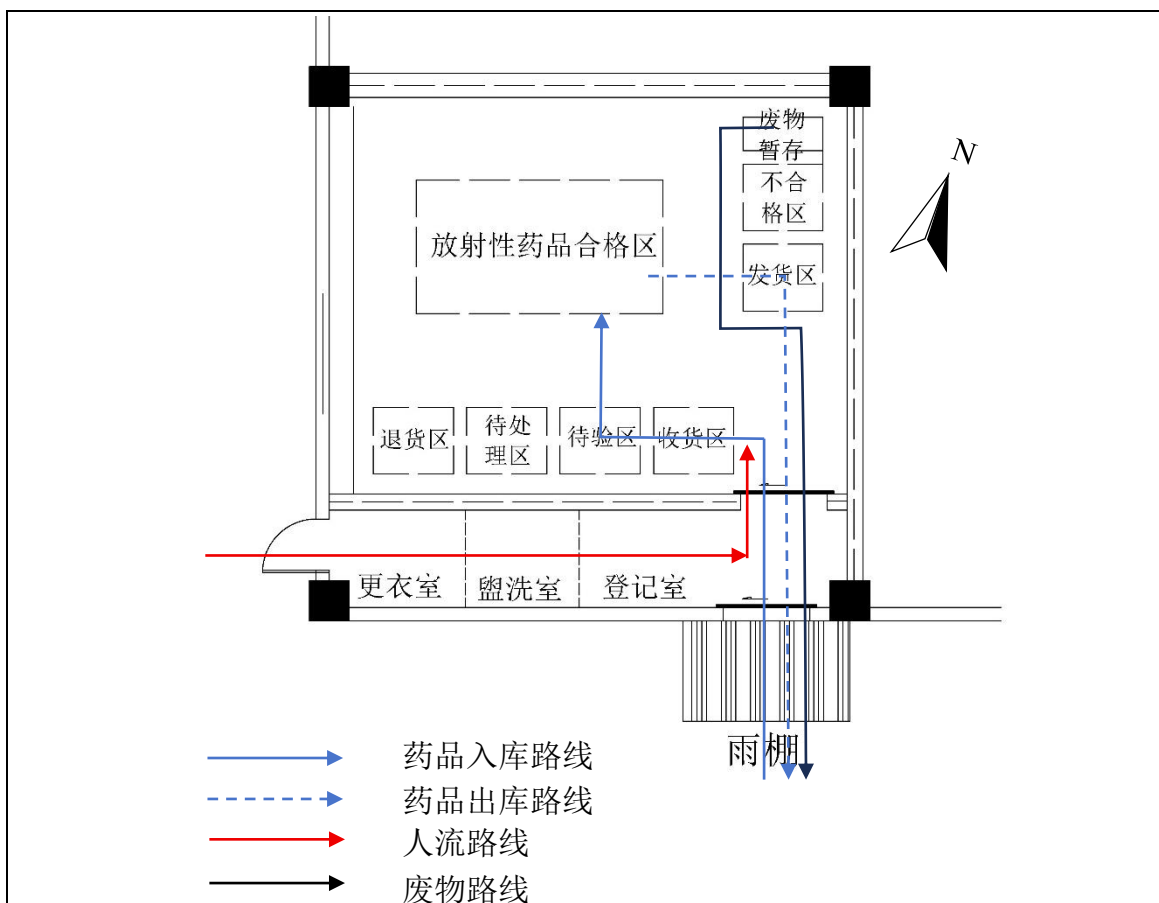 废物
暂存
N
不合
格区
放射性药品合格区
发货区
退货区
待处
理区
待验区
收货区
更衣室
盥洗室
登记室
雨棚
药品入库路线
药品出库路线
人流路线
废物路线